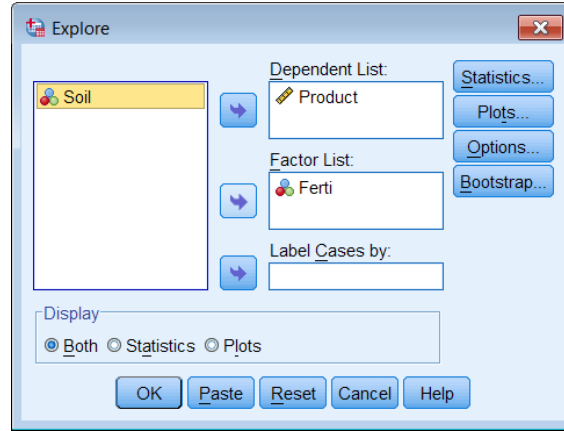 Explore
Soil
Dependent List:
Product
Factor List:
Ferti
Label Cases by:
Statistics...
Plots...
Options...
Bootstrap...
Display
Both Statistics Plots
OK Paste Reset Cancel Help